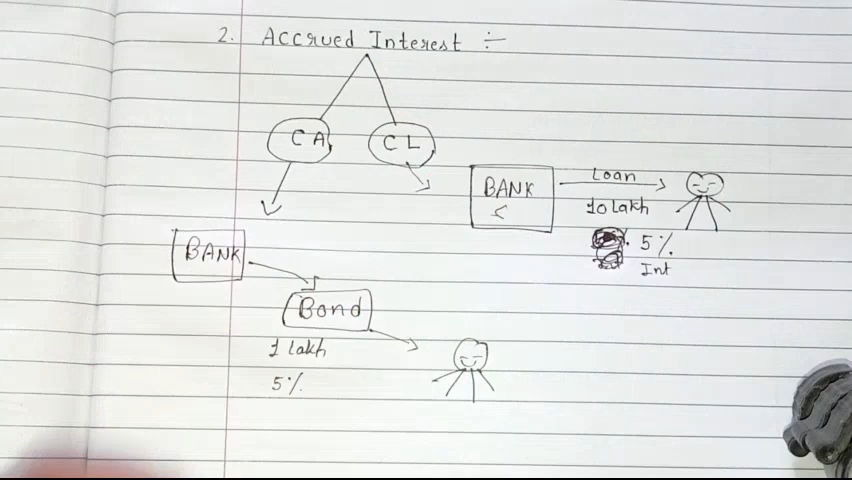 2. Accrued Interest ÷
CA
CL
BANK
Loan
10 lakh
5%
Int
BANK
Bond
1 lakh
5%